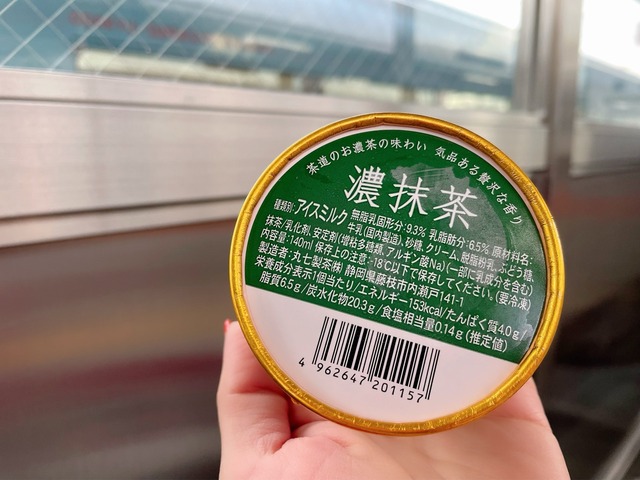 茶道のお濃茶の味わい 気品ある贅沢な香り
濃抹茶
種類別:アイスミルク 無脂乳固形分:9.3% 乳脂肪分:6.5% 原材料名:
牛乳(国内製造)、砂糖、クリーム、脱脂粉乳、ぶどう糖、
抹茶/乳化剤、安定剤(増粘多糖類、アルギン酸Na)(一部に乳成分を含む)
内容量:140ml 保存上の注意:-18℃以下で保存してください。(要冷凍)
製造者:丸七製茶㈱ 静岡県藤枝市内瀬戸141-1
栄養成分表示1個当たり/エネルギー153kcal/たんぱく質4.0g/
脂質6.5g/炭水化物20.3g/食塩相当量0.14g(推定値)
4 962647 201157